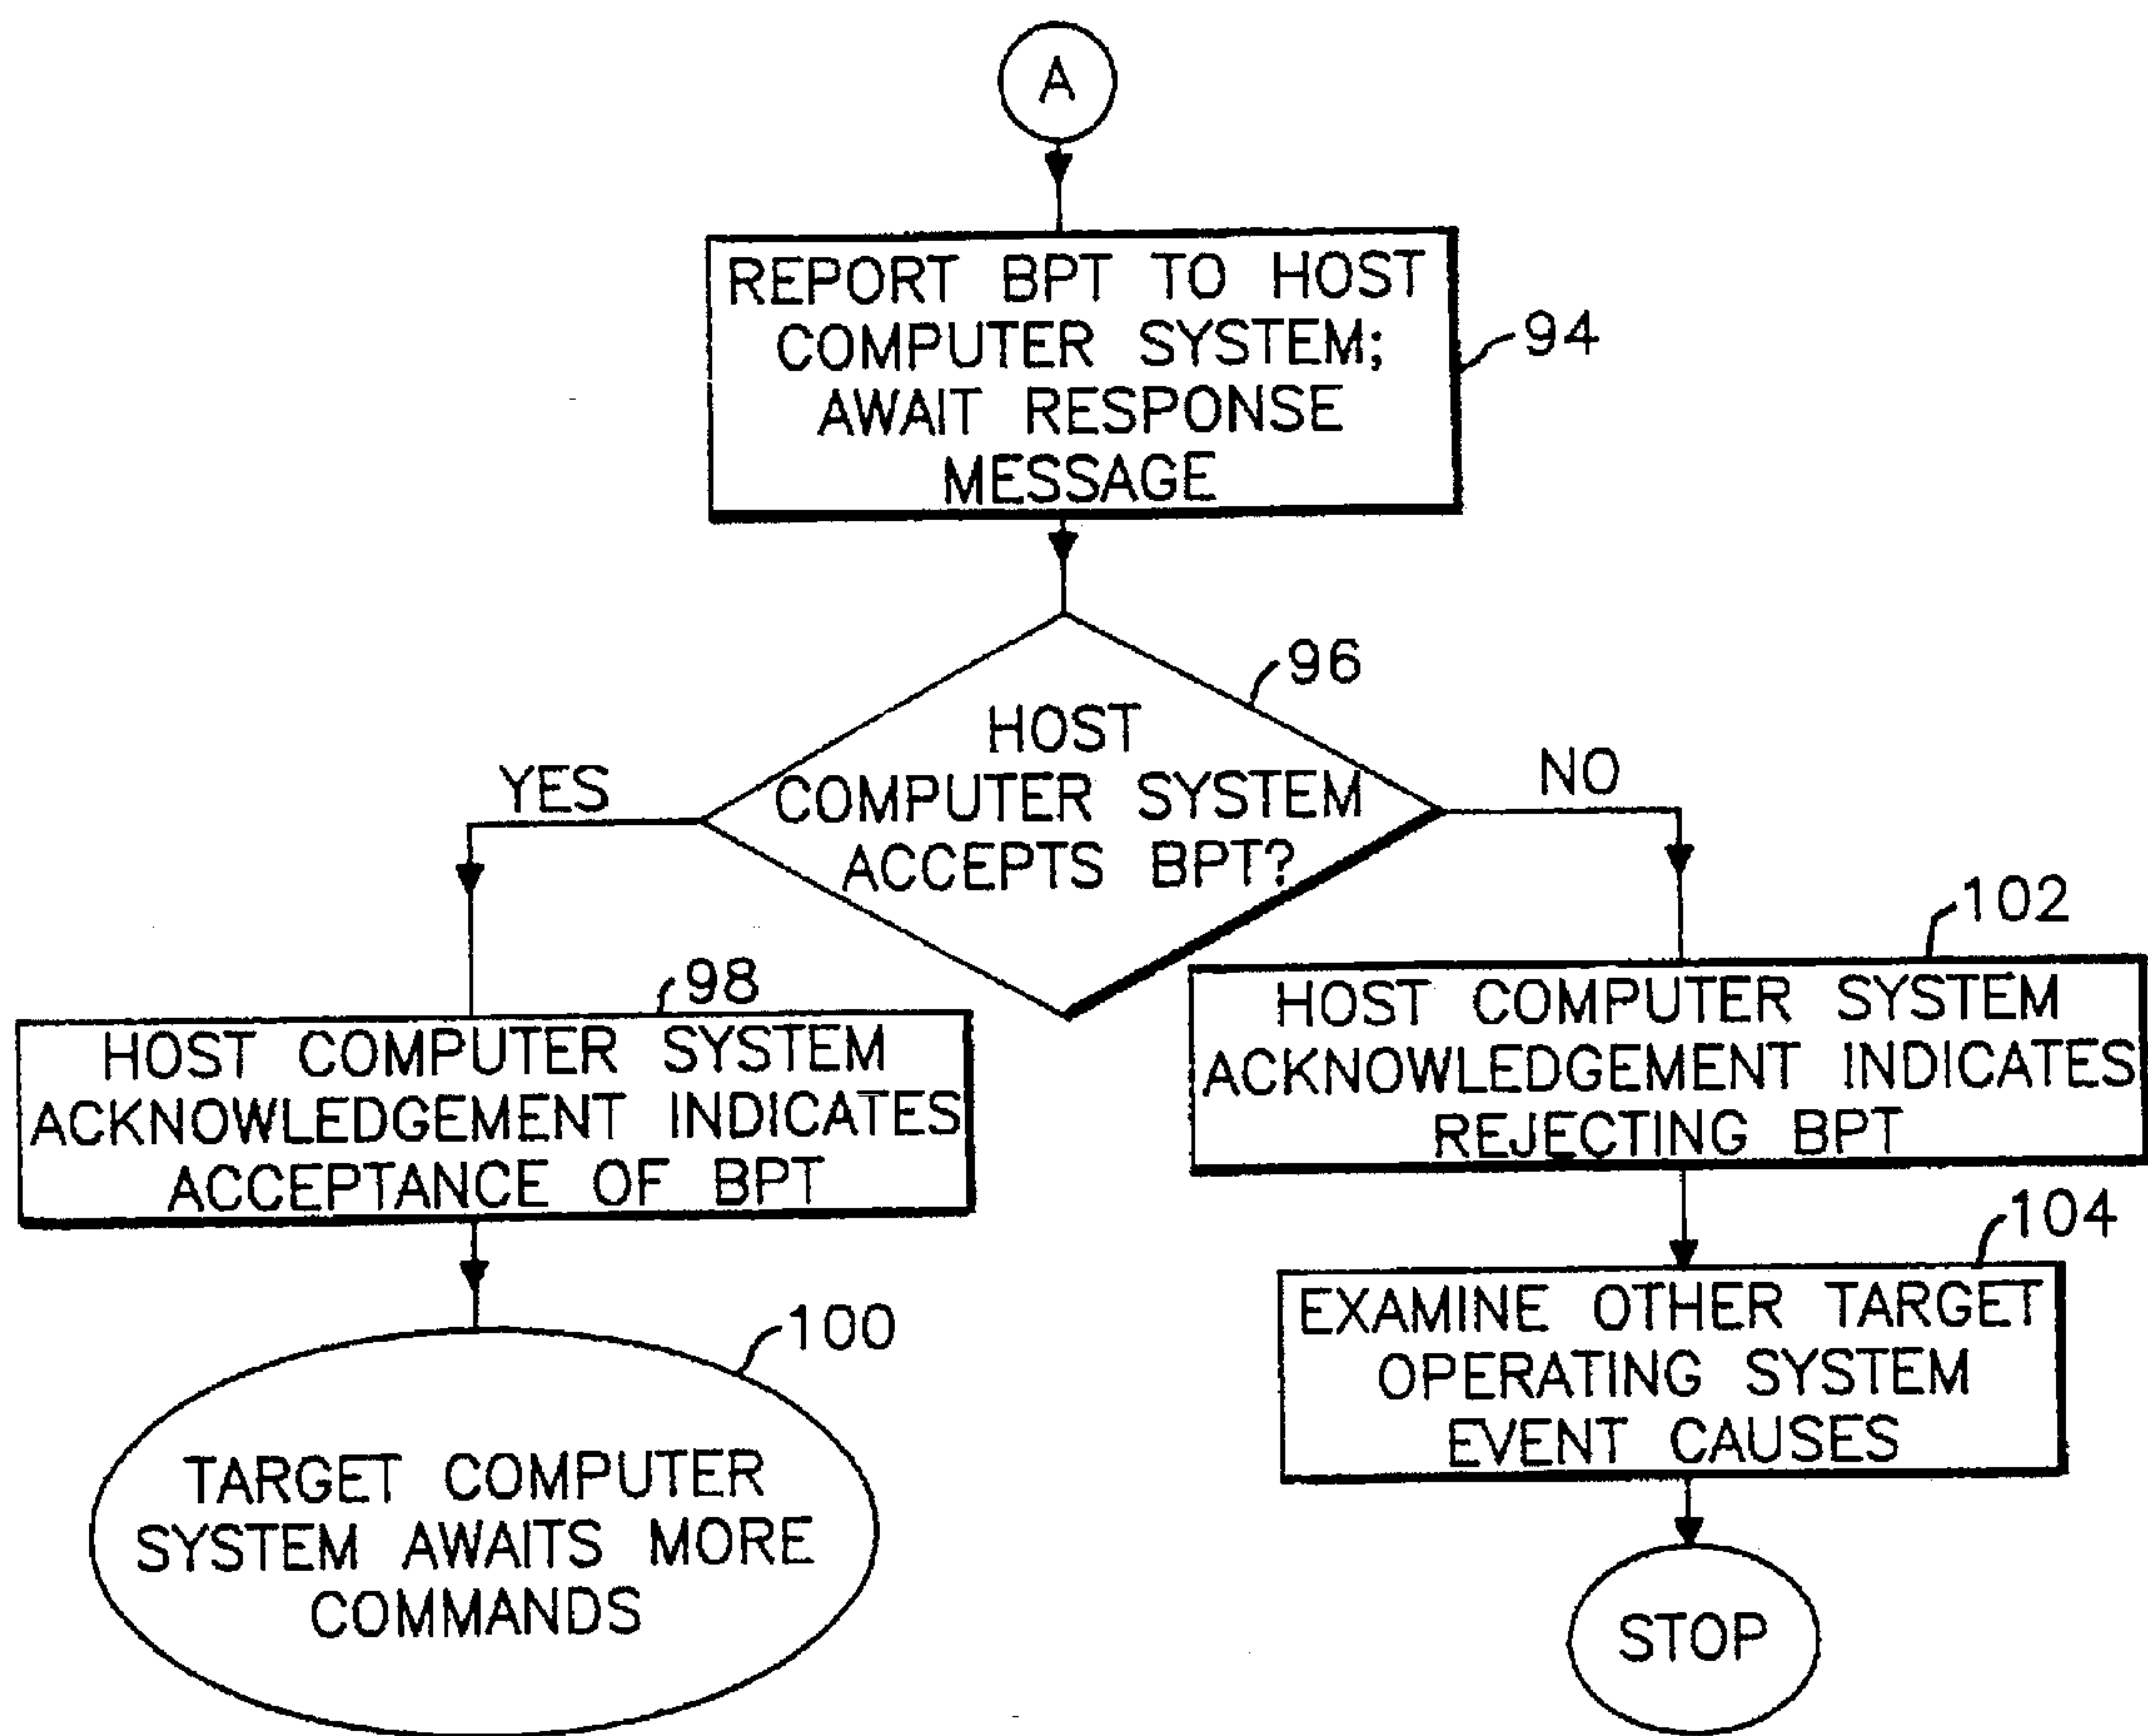 A
REPORT BPT TO HOST
COMPUTER SYSTEM;
AWAIT RESPONSE
MESSAGE
94
96
HOST
COMPUTER SYSTEM
ACCEPTS BPT?
YES
NO
98
HOST COMPUTER SYSTEM
ACKNOWLEDGEMENT INDICATES
ACCEPTANCE OF BPT
100
TARGET COMPUTER
SYSTEM AWAITS MORE
COMMANDS
102
HOST COMPUTER SYSTEM
ACKNOWLEDGEMENT INDICATES
REJECTING BPT
104
EXAMINE OTHER TARGET
OPERATING SYSTEM
EVENT CAUSES
STOP